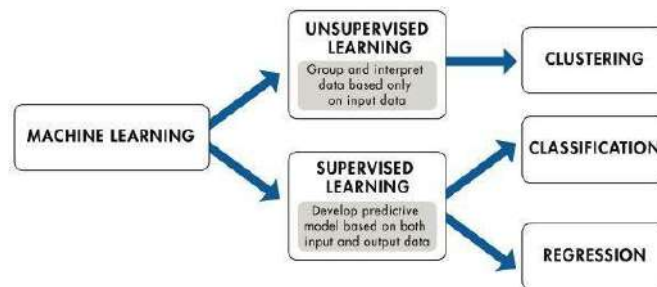 MACHINE LEARNING
UNSUPERVISED
LEARNING
Group and interpret
data based only
on input data
SUPERVISED
LEARNING
Develop predictive
model based on both
input and output data
CLUSTERING
CLASSIFICATION
REGRESSION